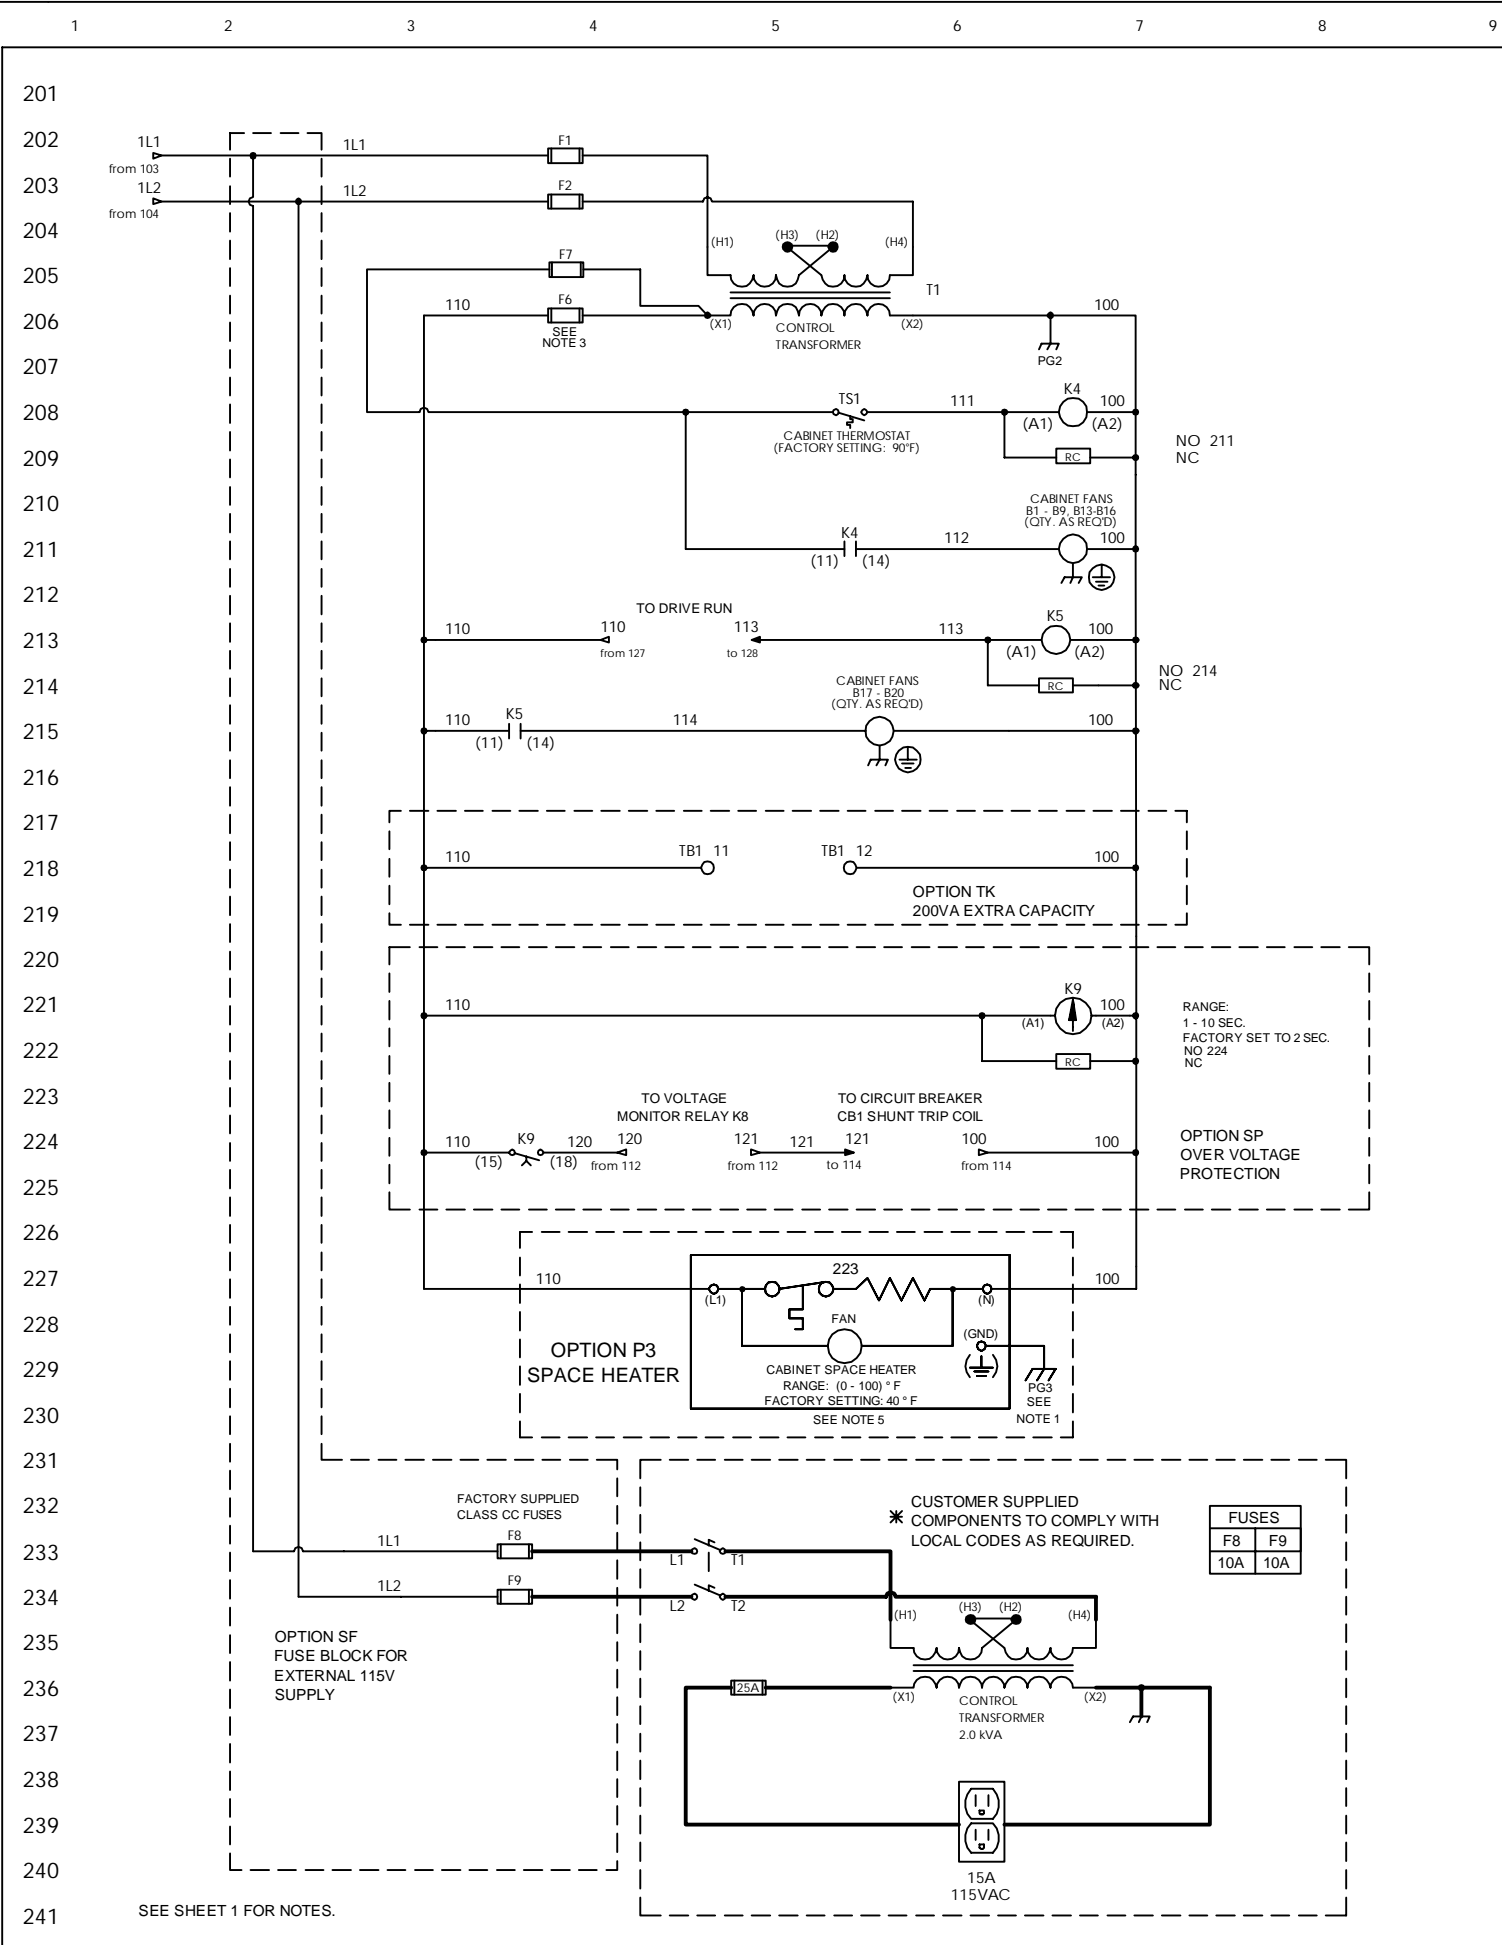 1 2 3 4 5 6 7 8 9
201
202
1L1
from 103
1L1
F1
203
1L2
from 104
1L2
F2
204
(H1)
(H3) (H2)
(H4)
205
F7
T1
206
110
F6
SEE
NOTE 3
(X1)
CONTROL
TRANSFORMER
(X2)
100
PG2
207
208
TS1
CABINET THERMOSTAT
(FACTORY SETTING: 90°F)
111
K4
(A1) (A2)
100
209
RC
NO 211
NC
210
CABINET FANS
B1 - B9, B13-B16
(QTY. AS REQ'D)
211
K4
(11) (14)
112
100
212
TO DRIVE RUN
213
110
110
from 127
113
to 128
113
K5
(A1) (A2)
100
214
RC
NO 214
NC
CABINET FANS
B17 - B20
(QTY. AS REQ'D)
215
110
K5
(11) (14)
114
100
216
217
218
110
TB1 11
TB1 12
100
219
OPTION TK
200VA EXTRA CAPACITY
220
221
110
K9
(A1) (A2)
100
222
RC
RANGE:
1 - 10 SEC.
FACTORY SET TO 2 SEC.
NO 224
NC
223
TO VOLTAGE
MONITOR RELAY K8
TO CIRCUIT BREAKER
CB1 SHUNT TRIP COIL
224
110
K9
(15) (18)
120
120
from 112
121
from 112
121
121
to 114
100
from 114
100
225
OPTION SP
OVER VOLTAGE
PROTECTION
226
227
110
(L1)
223
(N)
100
228
FAN
(GND)
229
OPTION P3
SPACE HEATER
CABINET SPACE HEATER
RANGE: (0 - 100) ° F
FACTORY SETTING: 40 ° F
230
SEE NOTE 5
PG3
SEE
NOTE 1
231
232
FACTORY SUPPLIED
CLASS CC FUSES
CUSTOMER SUPPLIED
COMPONENTS TO COMPLY WITH
LOCAL CODES AS REQUIRED.
FUSES
F8 F9
10A 10A
233
1L1
F8
L1 T1
234
1L2
F9
L2 T2
(H1)
(H3) (H2)
(H4)
235
OPTION SF
FUSE BLOCK FOR
EXTERNAL 115V
SUPPLY
236
25A
(X1)
CONTROL
TRANSFORMER
2.0 kVA
(X2)
237
238
239
240
15A
115VAC
241
SEE SHEET 1 FOR NOTES.